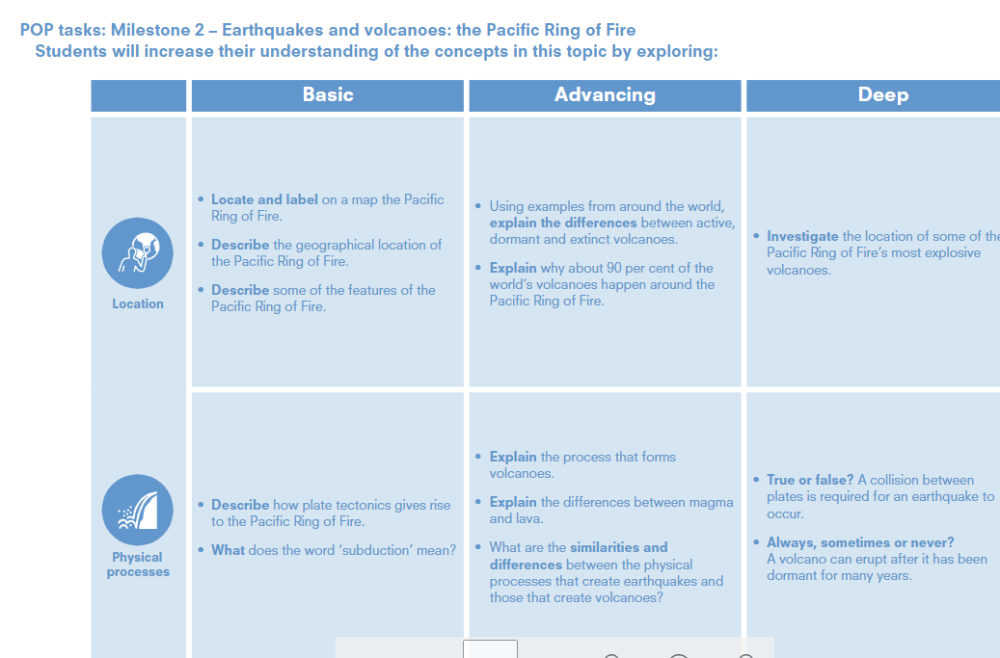 POP tasks: Milestone 2 – Earthquakes and volcanoes: the Pacific Ring of Fire
Students will increase their understanding of the concepts in this topic by exploring:
Basic
Advancing
Deep
Location
• Locate and label on a map the Pacific
Ring of Fire.
• Describe the geographical location of
the Pacific Ring of Fire.
• Describe some of the features of the
Pacific Ring of Fire.
• Using examples from around the world,
explain the differences between active,
dormant and extinct volcanoes.
• Explain why about 90 per cent of the
world’s volcanoes happen around the
Pacific Ring of Fire.
• Investigate the location of some of the
Pacific Ring of Fire’s most explosive
volcanoes.
Physical
processes
• Describe how plate tectonics gives rise
to the Pacific Ring of Fire.
• What does the word ‘subduction’ mean?
• Explain the process that forms
volcanoes.
• Explain the differences between magma
and lava.
• What are the similarities and
differences between the physical
processes that create earthquakes and
those that create volcanoes?
• True or false? A collision between
plates is required for an earthquake to
occur.
• Always, sometimes or never?
A volcano can erupt after it has been
dormant for many years.